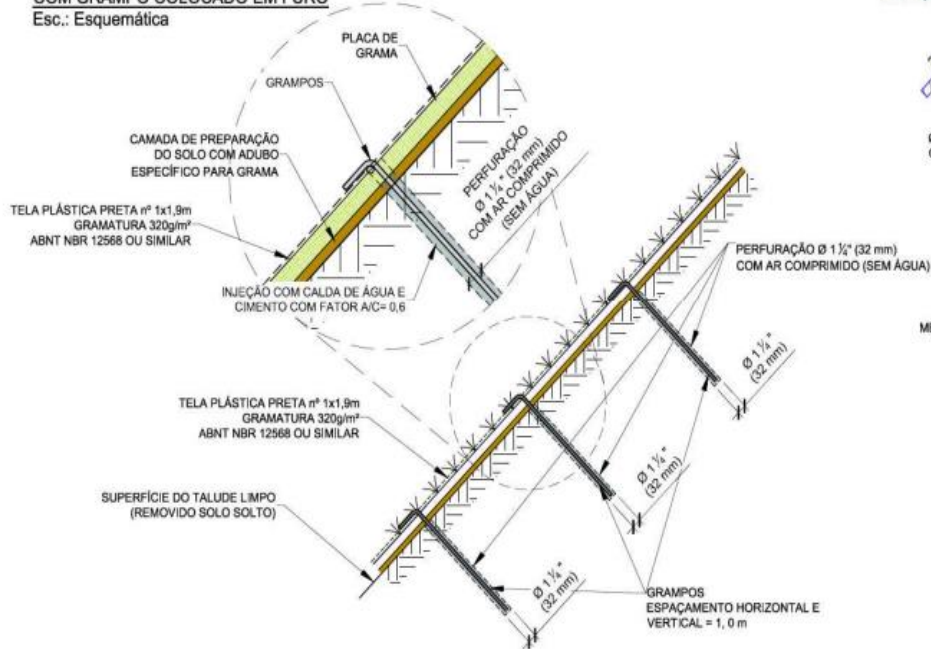 COM GRAMPO COLOCADO EM FURO
Esc.: Esquemática
PLACA DE
GRAMA
GRAMPOS
CAMADA DE PREPARAÇÃO
DO SOLO COM ADUBO
ESPECÍFICO PARA GRAMA
TELA PLÁSTICA PRETA nº 1x1,9m
GRAMATURA 320g/m²
ABNT NBR 12568 OU SIMILAR
PERFURAÇÃO
Ø 1 ¼" (32 mm)
COM AR COMPRIMIDO
(SEM ÁGUA)
INJEÇÃO COM CALDA DE ÁGUA E
CIMENTO COM FATOR A/C= 0,6
PERFURAÇÃO Ø 1 ¼" (32 mm)
COM AR COMPRIMIDO (SEM ÁGUA)
Ø 1 ¼"
(32 mm)
TELA PLÁSTICA PRETA nº 1x1,9m
GRAMATURA 320g/m²
ABNT NBR 12568 OU SIMILAR
Ø 1 ¼"
(32 mm)
SUPERFÍCIE DO TALUDE LIMPO
(REMOVIDO SOLO SOLTO)
Ø 1 ¼"
(32 mm)
GRAMPOS
ESPAÇAMENTO HORIZONTAL E
VERTICAL = 1, 0 m